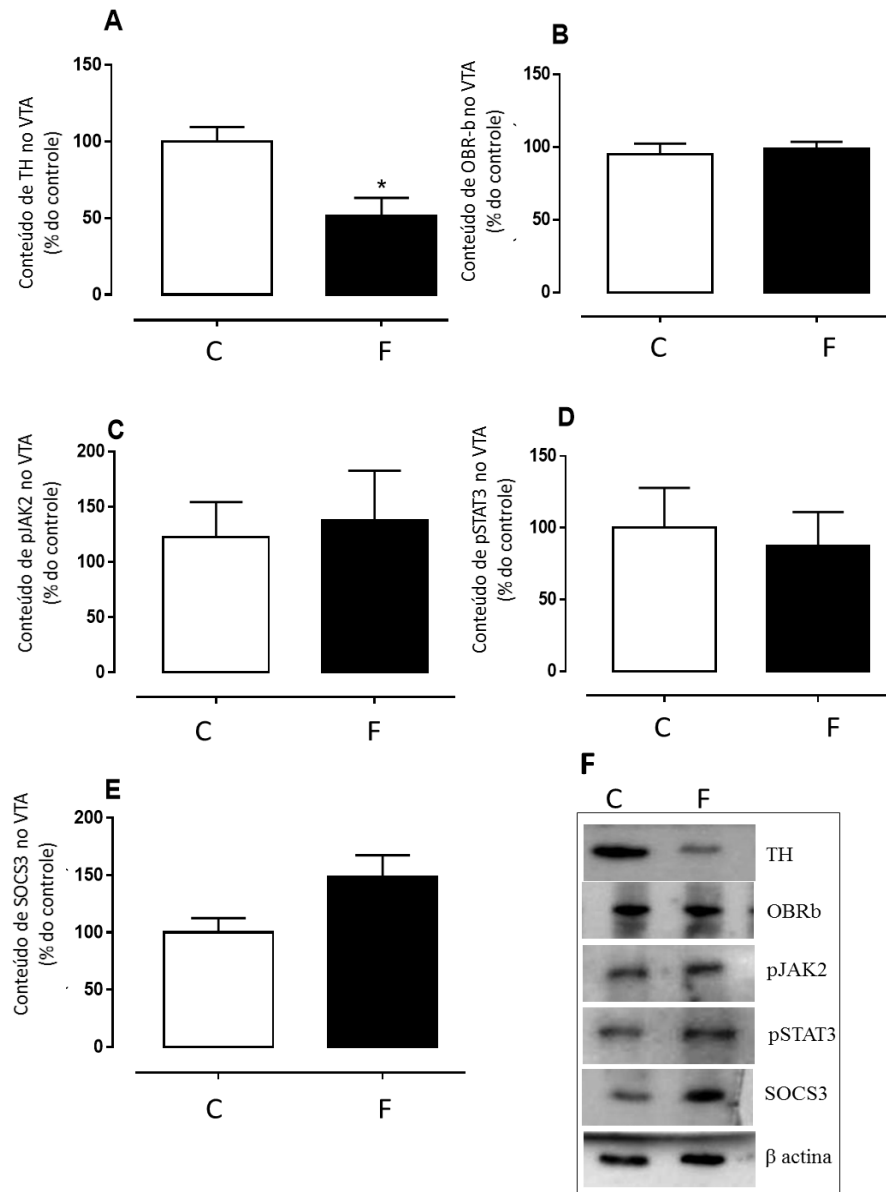 A
Conteúdo de TH no VTA
(% do controle)
150
100
50
0
*
C F
B
Conteúdo de OBR-b no VTA
(% do controle)
150
100
50
0
C F
C
Conteúdo de pJAK2 no VTA
(% do controle)
200
150
100
50
0
C F
D
Conteúdo de pSTAT3 no VTA
(% do controle)
150
100
50
0
C F
E
Conteúdo de SOCS3 no VTA
(% do controle)
200
150
100
50
0
C F
F
C F
TH
OBRb
pJAK2
pSTAT3
SOCS3
β actina